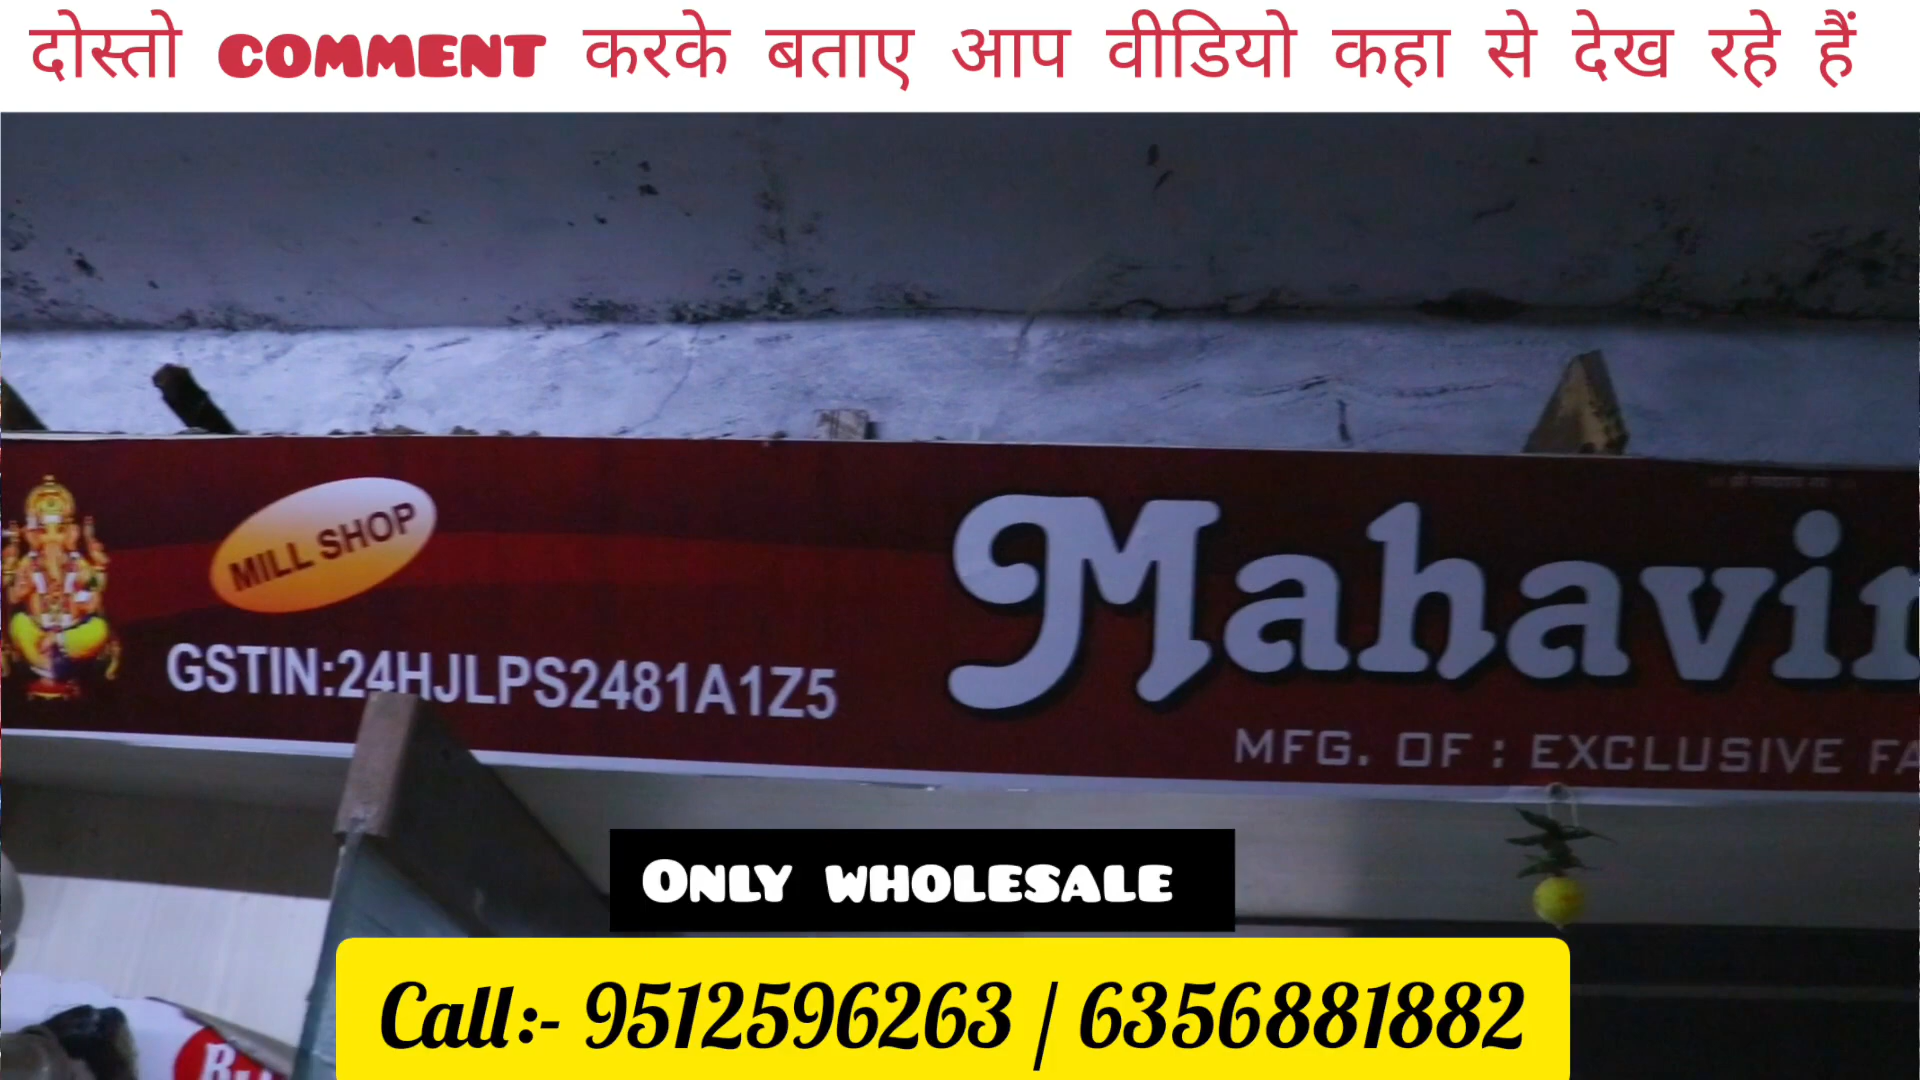 दोस्तो COMMENT करके बताए आप वीडियो कहा से देख रहे हैं
MILL SHOP
GSTIN:24HJLPS2481A1Z5
Mahavir
MFG. OF : EXCLUSIVE FA
ONLY WHOLESALE
Call:- 9512596263 / 6356881882